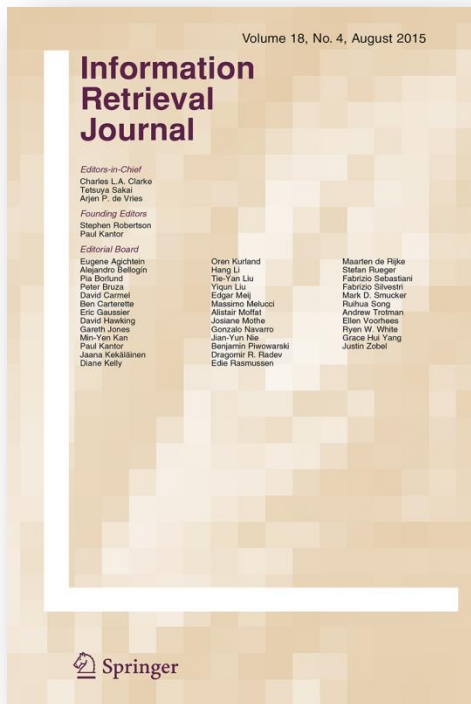 Volume 18, No. 4, August 2015
Information
Retrieval
Journal
Editors-in-Chief
Charles L.A. Clarke
Tetsuya Sakai
Arjen P. de Vries
Founding Editors
Stephen Robertson
Paul Kantor
Editorial Board
Eugene Agichtein
Alejandro Bellogín
Pia Borlund
Peter Bruza
David Carmel
Ben Carterette
Eric Gaussier
David Hawking
Gareth Jones
Min-Yen Kan
Paul Kantor
Jaana Kekäläinen
Diane Kelly
Oren Kurland
Hang Li
Tie-Yan Liu
Yiqun Liu
Edgar Meij
Massimo Melucci
Alistair Moffat
Josiane Mothe
Gonzalo Navarro
Jian-Yun Nie
Benjamin Piwowarski
Dragomir R. Radev
Edie Rasmussen
Maarten de Rijke
Stefan Rueger
Fabrizio Sebastiani
Fabrizio Silvestri
Mark D. Smucker
Ruihua Song
Andrew Trotman
Ellen Voorhees
Ryen W. White
Grace Hui Yang
Justin Zobel
Springer